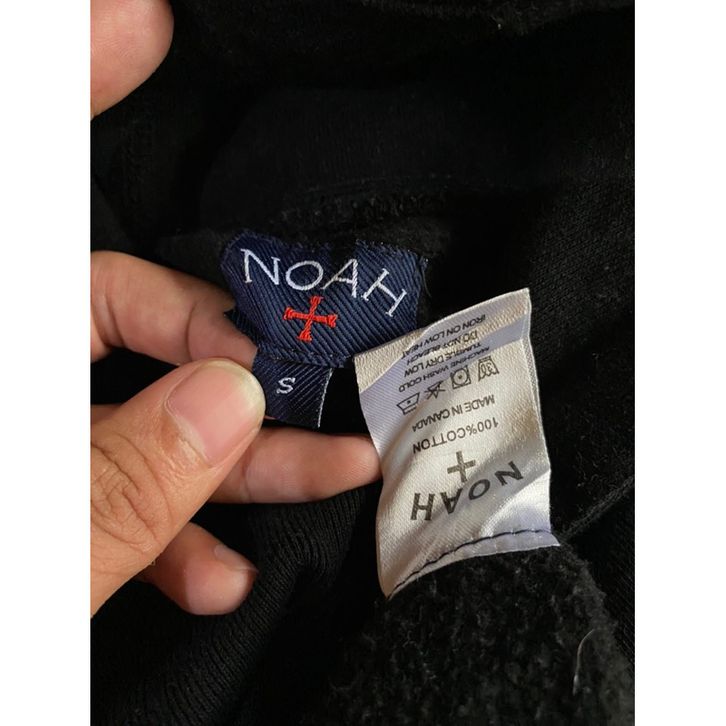 NOAH
S
NOAH
100%COTTON
MADE IN CANADA
MACHINE WASH COLD
TUMBLE DRY LOW
DO NOT BLEACH
IRON ON LOW HEAT